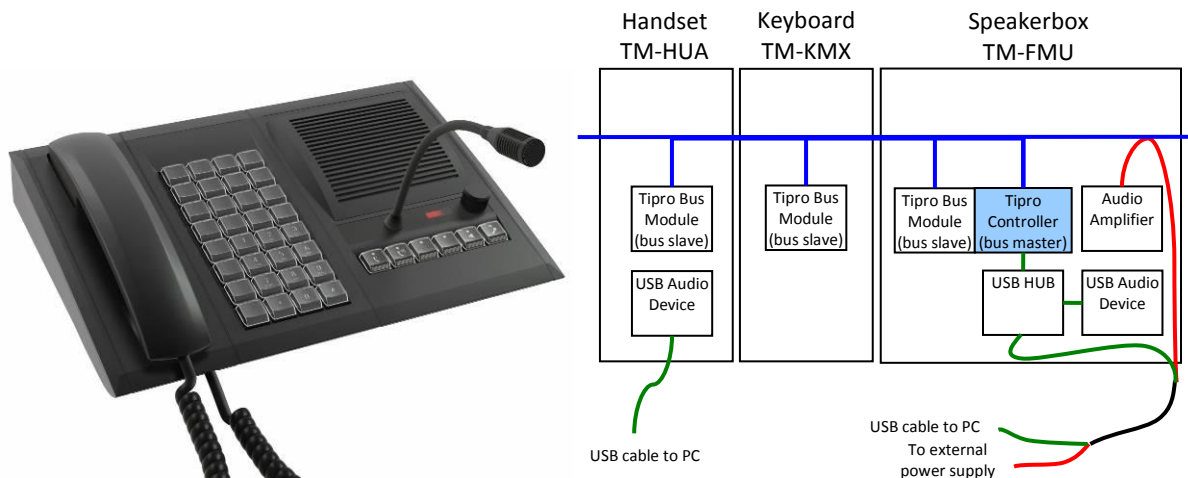 Handset
TM-HUA
Keyboard
TM-KMX
Speakerbox
TM-FMU
Tipro Bus
Module
(bus slave)
Tipro Bus
Module
(bus slave)
Tipro Bus
Module
(bus slave)
Tipro
Controller
(bus master)
Audio
Amplifier
USB Audio
Device
USB HUB
USB Audio
Device
USB cable to PC
USB cable to PC
To external
power supply